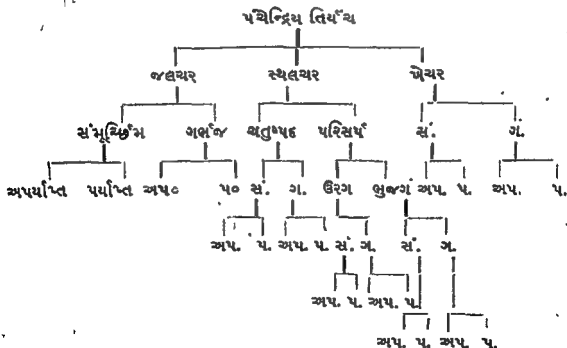 પંચેન્દ્રિય તિર્યંચ
જલચર સ્થલચર ખેચર
સંમૂર્ચ્છિમ ગર્ભજ ચતુષ્પદ પરિસર્પ સં. ગં.
અપર્યાપ્ત પર્યાપ્ત અપ૦ ૫૦ સં. ગ. ઉરગ ભુજગં અપ. પ. અપ. પ.
અપ. પ. અપ. પ. સં. ગ. સં. ગ.
અપ. પ. અપ. પ.
અપ. પ. અપ. પ.